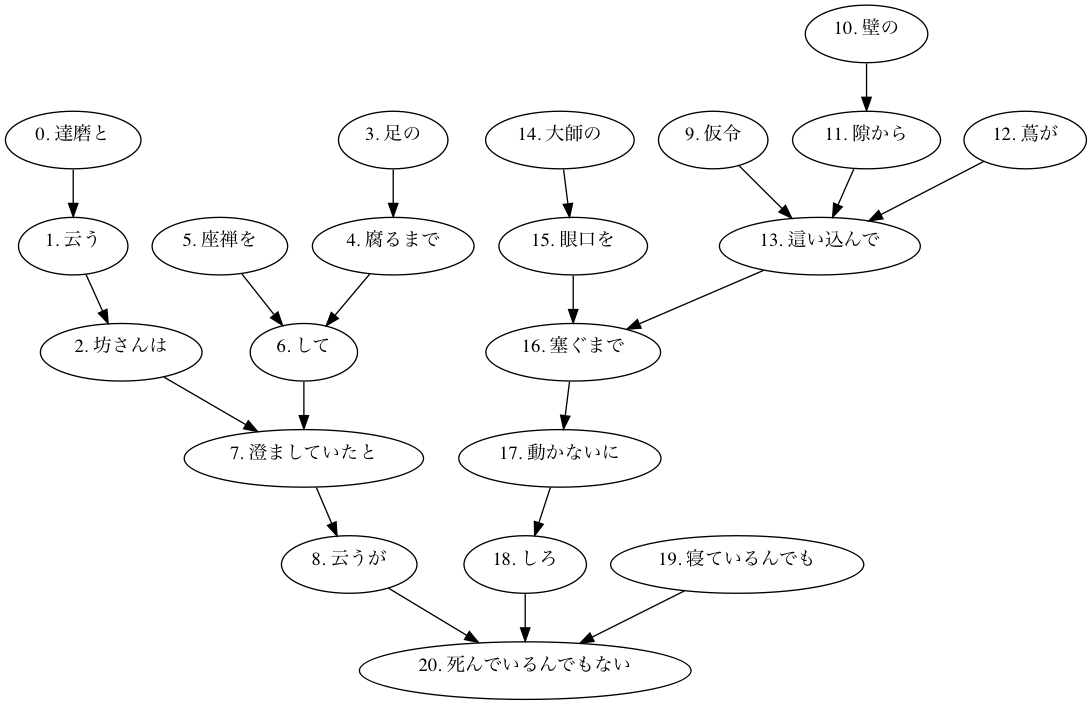 10. 壁の
0. 達磨と
3. 足の
14. 大師の
9. 仮令
11. 隙から
12. 蔦が
1. 云う
5. 座禅を
4. 腐るまで
15. 眼口を
13. 這い込んで
2. 坊さんは
6. して
16. 塞ぐまで
7. 澄ましていたと
17. 動かないに
8. 云うが
18. しろ
19. 寝ているんでも
20. 死んでいるんでもない